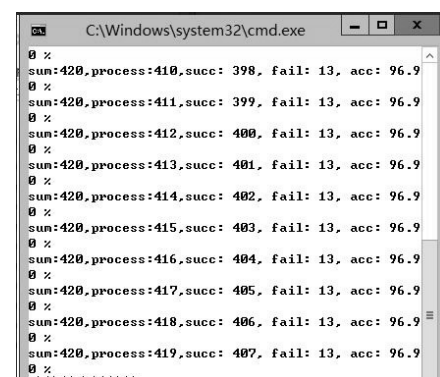 C:\Windows\system32\cmd.exe
0 %
sum:420,process:410,succ: 398, fail: 13, acc: 96.9
0 %
sum:420,process:411,succ: 399, fail: 13, acc: 96.9
0 %
sum:420,process:412,succ: 400, fail: 13, acc: 96.9
0 %
sum:420,process:413,succ: 401, fail: 13, acc: 96.9
0 %
sum:420,process:414,succ: 402, fail: 13, acc: 96.9
0 %
sum:420,process:415,succ: 403, fail: 13, acc: 96.9
0 %
sum:420,process:416,succ: 404, fail: 13, acc: 96.9
0 %
sum:420,process:417,succ: 405, fail: 13, acc: 96.9
0 %
sum:420,process:418,succ: 406, fail: 13, acc: 96.9
0 %
sum:420,process:419,succ: 407, fail: 13, acc: 96.9
0 %